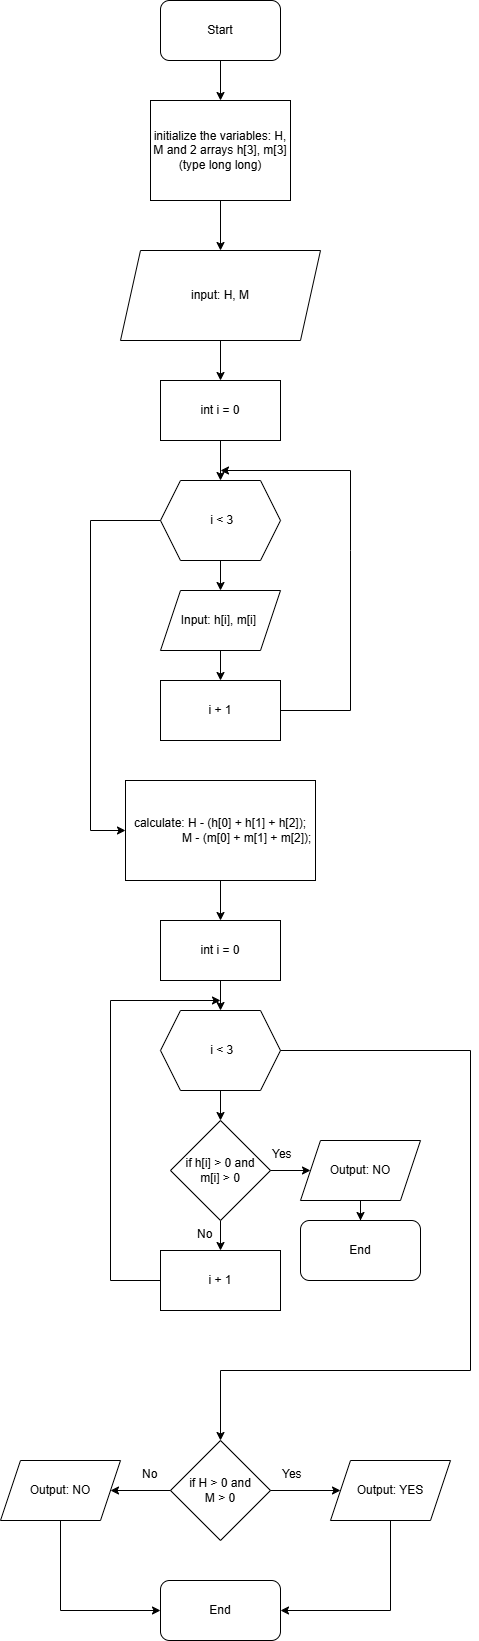 Start
initialize the variables: H,
M and 2 arrays h[3], m[3]
(type long long)
input: H, M
int i = 0
i < 3
Input: h[i], m[i]
i + 1
calculate: H - (h[0] + h[1] + h[2]);
M - (m[0] + m[1] + m[2]);
int i = 0
i < 3
if h[i] > 0 and
m[i] > 0
Yes
Output: NO
No
End
i + 1
if H > 0 and
M > 0
No
Yes
Output: NO
Output: YES
End